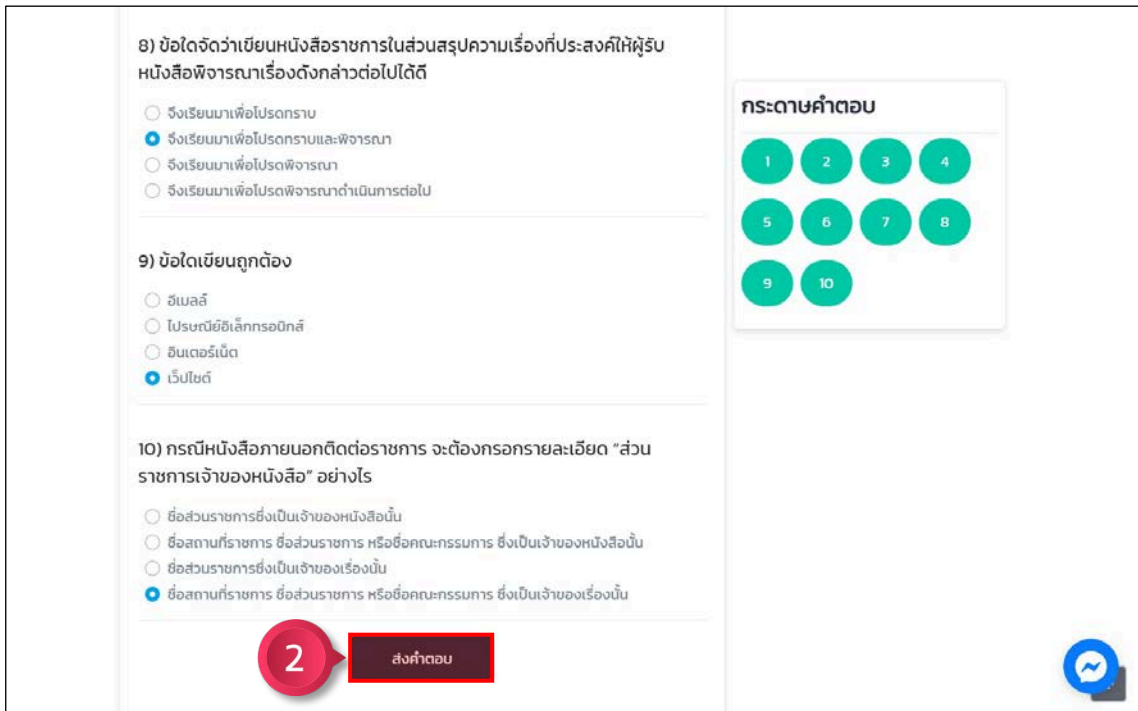 8) ข้อใดจัดว่าเขียนหนังสือราชการในส่วนสรุปความเรื่องที่ประสงค์ให้ผู้รับ
หนังสือพิจารณาเรื่องดังกล่าวต่อไปได้ดี
จึงเรียนมาเพื่อโปรดทราบ
จึงเรียนมาเพื่อโปรดทราบและพิจารณา
จึงเรียนมาเพื่อโปรดพิจารณา
จึงเรียนมาเพื่อโปรดพิจารณาดำเนินการต่อไป
9) ข้อใดเขียนถูกต้อง
อีเมลล์
ไปรษณีย์อิเล็กทรอนิกส์
อินเตอร์เน็ต
เว็ปไซต์
10) กรณีหนังสือภายนอกติดต่อราชการ จะต้องกรอกรายละเอียด “ส่วน
ราชการเจ้าของหนังสือ” อย่างไร
ชื่อส่วนราชการซึ่งเป็นเจ้าของหนังสือนั้น
ชื่อสถานที่ราชการ ชื่อส่วนราชการ หรือชื่อคณะกรรมการ ซึ่งเป็นเจ้าของหนังสือนั้น
ชื่อส่วนราชการซึ่งเป็นเจ้าของเรื่องนั้น
ชื่อสถานที่ราชการ ชื่อส่วนราชการ หรือชื่อคณะกรรมการ ซึ่งเป็นเจ้าของเรื่องนั้น
2 ส่งคำตอบ
กระดาษคำตอบ
1 2 3 4
5 6 7 8
9 10